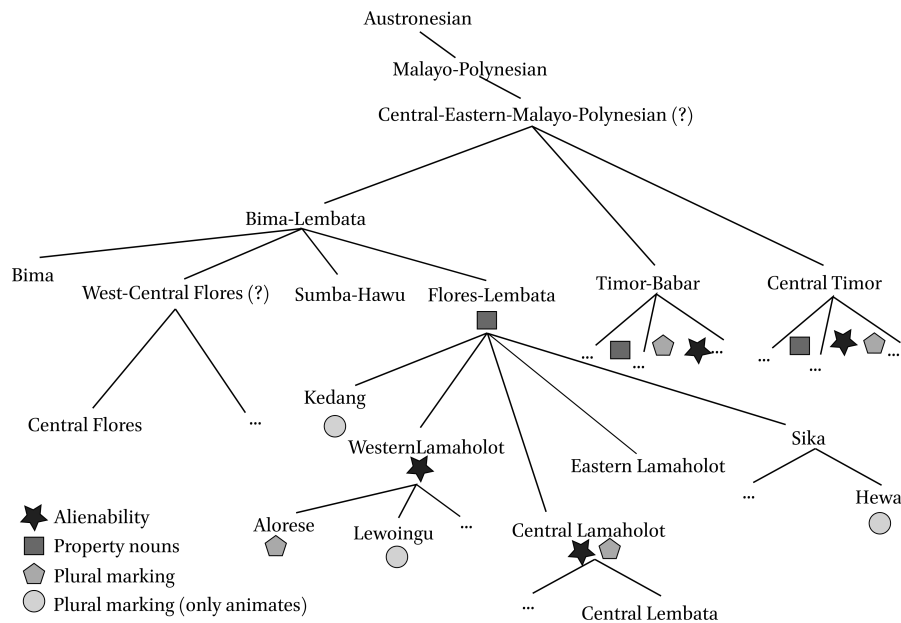 Austronesian
Malayo-Polynesian
Central-Eastern-Malayo-Polynesian (?)
Bima-Lembata
Bima
West-Central Flores (?)
Sumba-Hawu
Flores-Lembata
Timor-Babar
Central Timor
...
...
...
...
...
...
Kedang
Central Flores
...
WesternLamaholot
Eastern Lamaholot
Sika
...
Hewa
Alorese
Lewoingu
...
Central Lamaholot
...
Central Lembata
Alienability
Property nouns
Plural marking
Plural marking (only animates)